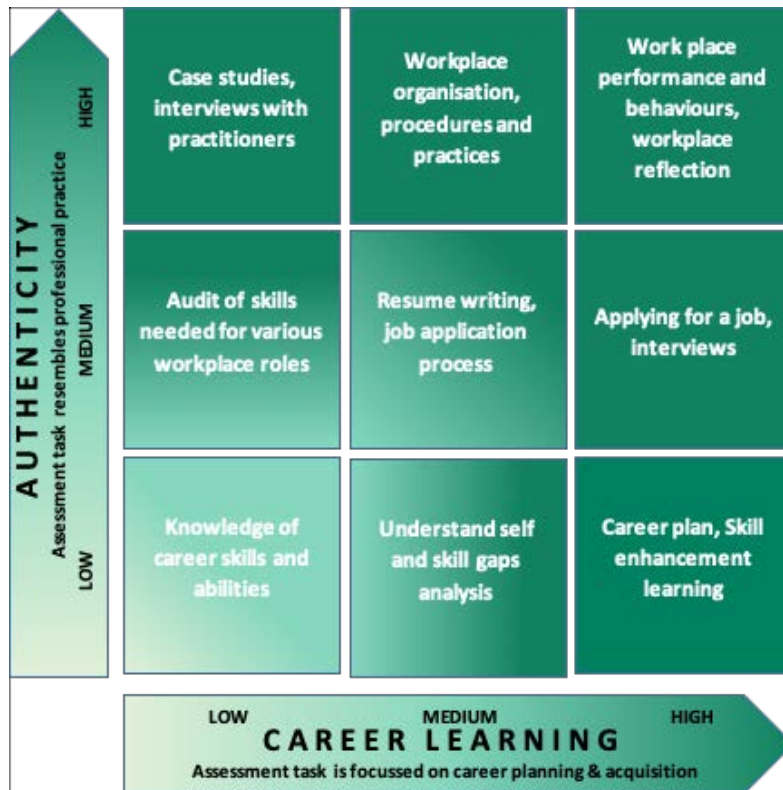 AUTHENTICITY
Assessment task resembles professional practice
HIGH
MEDIUM
LOW
Case studies,
interviews with
practitioners
Workplace
organisation,
procedures and
practices
Work place
performance and
behaviours,
workplace
reflection
Audit of skills
needed for various
workplace roles
Resume writing,
job application
process
Applying for a job,
interviews
Knowledge of
career skills and
abilities
Understand self
and skill gaps
analysis
Career plan, Skill
enhancement
learning
LOW
MEDIUM
HIGH
CAREER LEARNING
Assessment task is focussed on career planning & acquisition